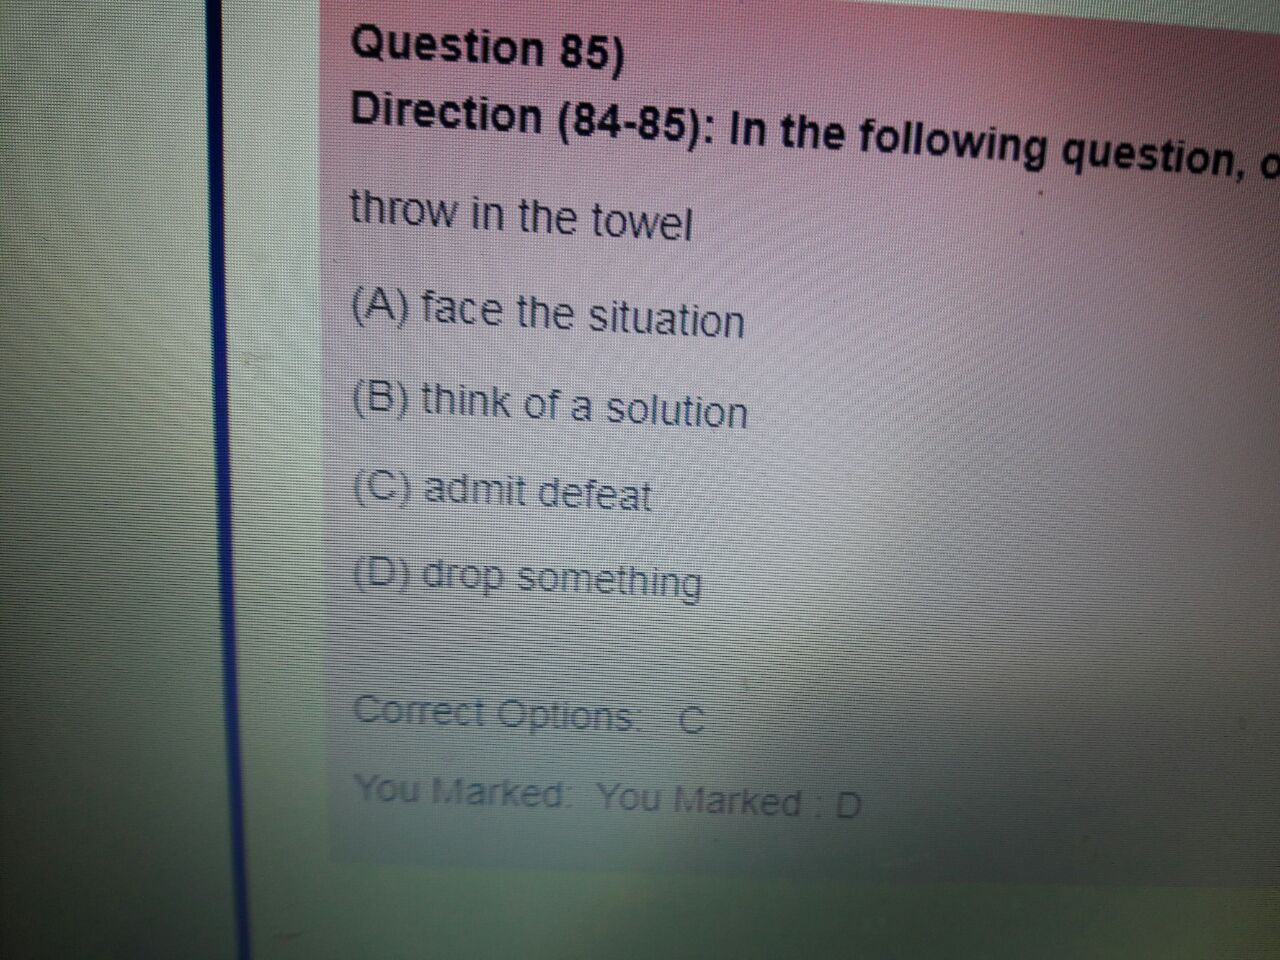 Question 85)
Direction (84-85): In the following question, o
throw in the towel
(A) face the situation
(B) think of a solution
(C) admit defeat
(D) drop something
Correct Options: C
You Marked: You Marked : D